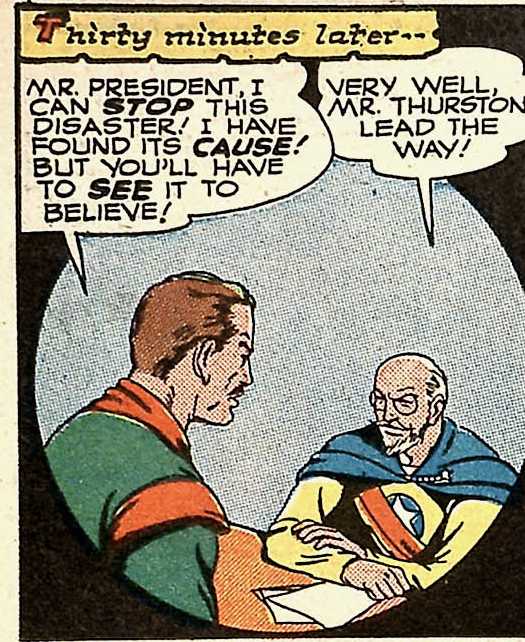 Thirty minutes later--
MR. PRESIDENT, I
CAN STOP THIS
DISASTER! I HAVE
FOUND ITS CAUSE!
BUT YOU'LL HAVE
TO SEE IT TO
BELIEVE!
VERY WELL,
MR. THURSTON
LEAD THE
WAY!